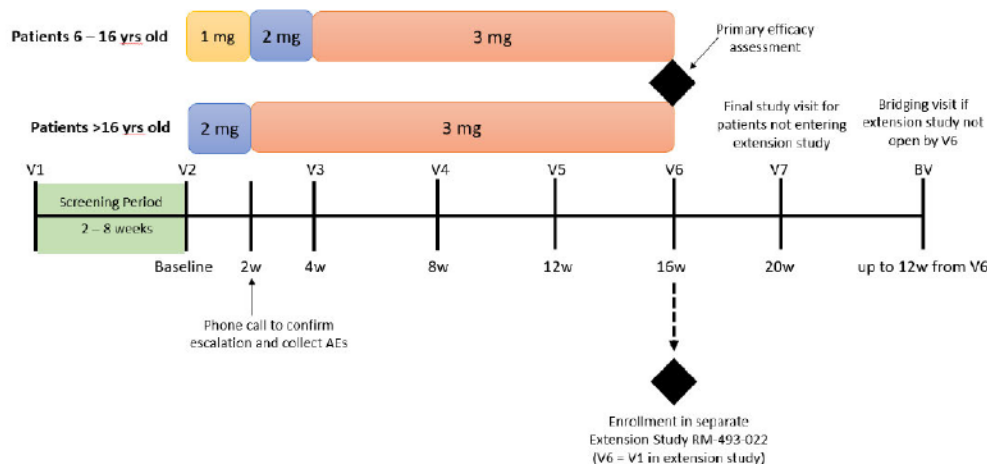 Patients 6 – 16 yrs old
1 mg
2 mg
3 mg
Primary efficacy
assessment
Patients >16 yrs old
2 mg
3 mg
Final study visit for
patients not entering
extension study
Bridging visit if
extension study not
open by V6
V1
V2
V3
V4
V5
V6
V7
BV
Screening Period
2 – 8 weeks
Baseline
2w
4w
8w
12w
16w
20w
up to 12w from V6
Phone call to confirm
escalation and collect AEs
Enrollment in separate
Extension Study RM-493-022
(V6 = V1 in extension study)